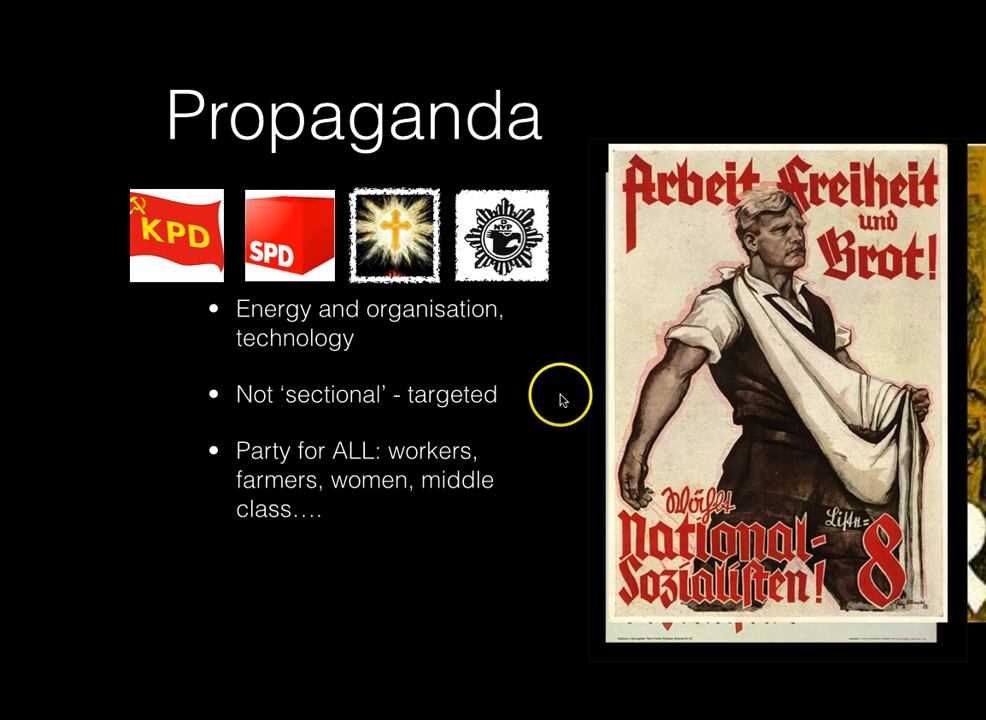 Propaganda
KPD
SPD
D
NVP
• Energy and organisation,
technology
• Not ‘sectional’ - targeted
• Party for ALL: workers,
farmers, women, middle
class….
Arbeit Freiheit
und
Brot!
Wählt
National-
Sozialisten!
Liste 8